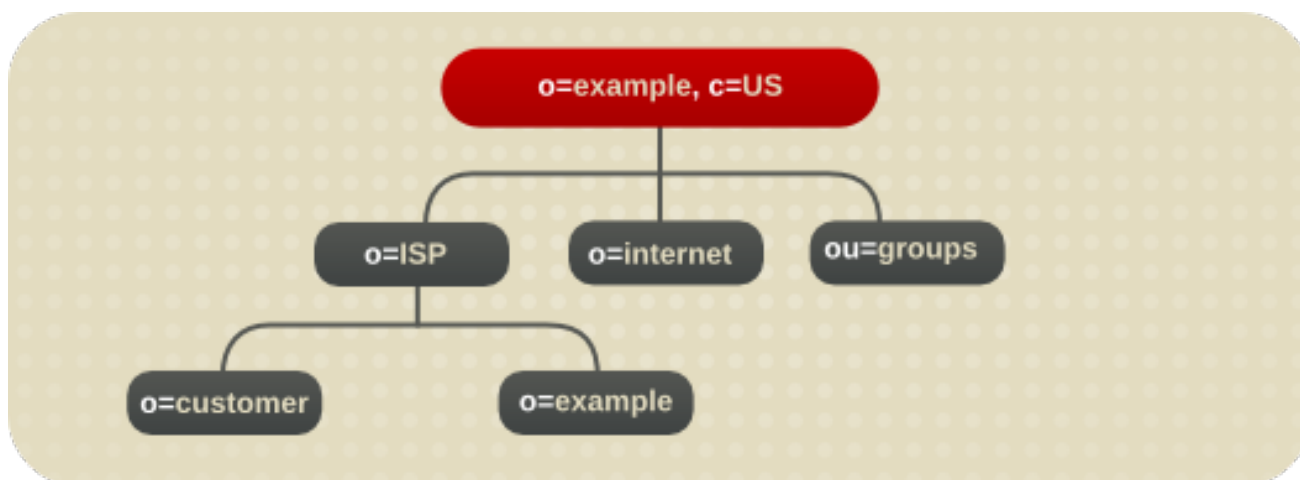 o=example, c=US
o=ISP
o=internet
ou=groups
o=customer
o=example